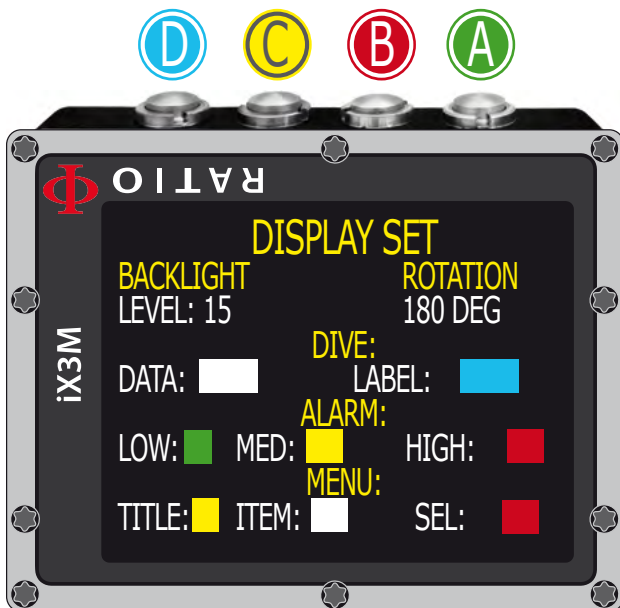 D C B A
RATIO
iX3M
DISPLAY SET
BACKLIGHT ROTATION
LEVEL: 15 180 DEG
DIVE:
DATA: LABEL:
ALARM:
LOW: MED: HIGH:
MENU:
TITLE: ITEM: SEL: